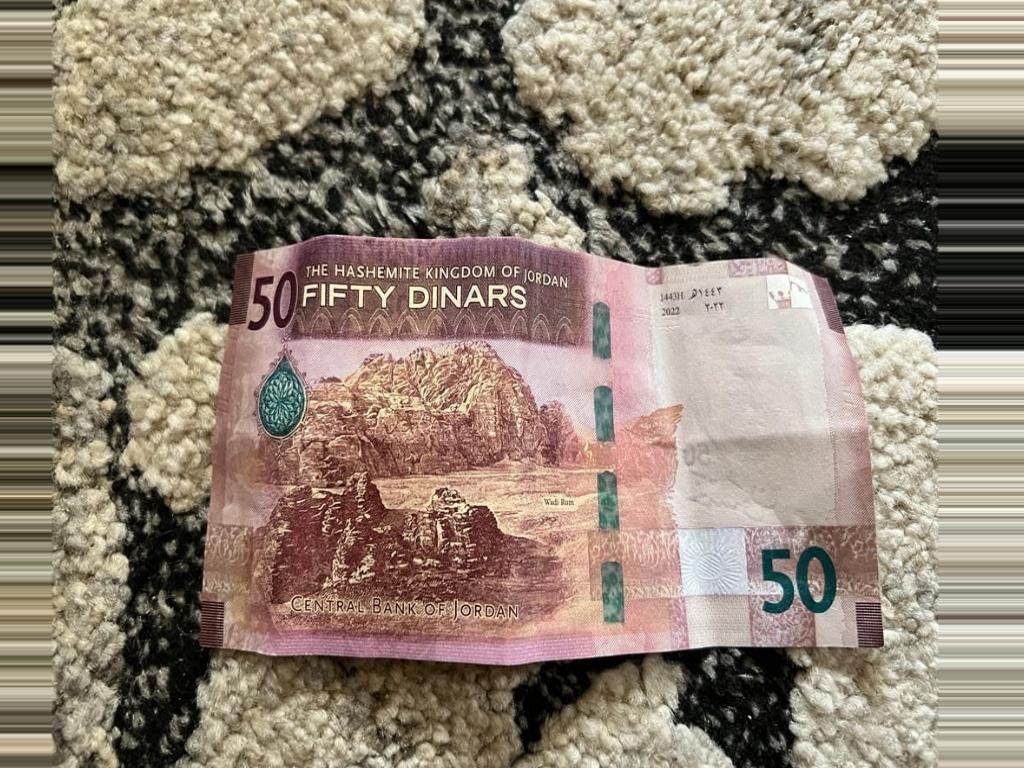 50
THE HASHEMITE KINGDOM OF JORDAN
FIFTY DINARS
1443H ١٤٤٣هـ
2022 ٢٠٢٢
Wadi Rum
CENTRAL BANK OF JORDAN
50